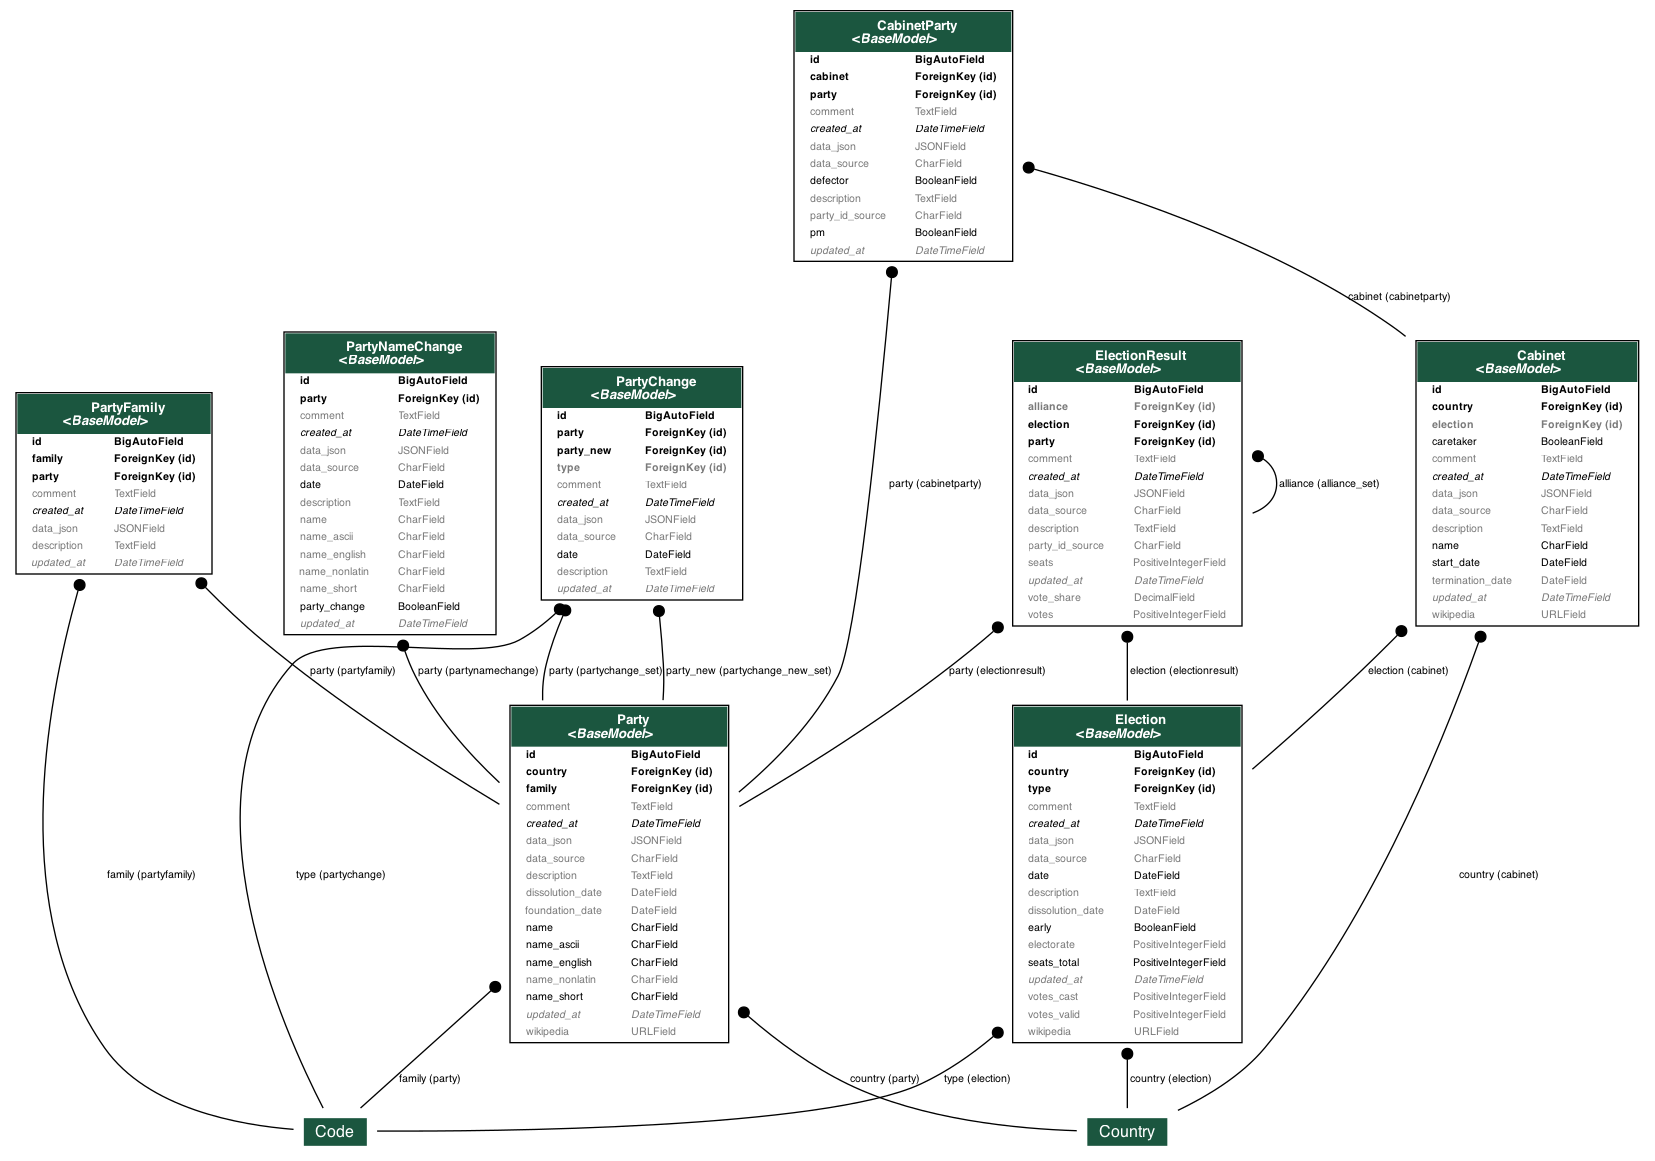 CabinetParty
<BaseModel>
id BigAutoField
cabinet ForeignKey (id)
party ForeignKey (id)
comment TextField
created_at DateTimeField
data_json JSONField
data_source CharField
defector BooleanField
description TextField
party_id_source CharField
pm BooleanField
updated_at DateTimeField
cabinet (cabinetparty)
PartyFamily
<BaseModel>
id BigAutoField
family ForeignKey (id)
party ForeignKey (id)
comment TextField
created_at DateTimeField
data_json JSONField
description TextField
updated_at DateTimeField
PartyNameChange
<BaseModel>
id BigAutoField
party ForeignKey (id)
comment TextField
created_at DateTimeField
data_json JSONField
data_source CharField
date DateField
description TextField
name CharField
name_ascii CharField
name_english CharField
name_nonlatin CharField
name_short CharField
party_change BooleanField
updated_at DateTimeField
PartyChange
<BaseModel>
id BigAutoField
party ForeignKey (id)
party_new ForeignKey (id)
type ForeignKey (id)
comment TextField
created_at DateTimeField
data_json JSONField
data_source CharField
date DateField
description TextField
updated_at DateTimeField
party (cabinetparty)
ElectionResult
<BaseModel>
id BigAutoField
alliance ForeignKey (id)
election ForeignKey (id)
party ForeignKey (id)
comment TextField
created_at DateTimeField
data_json JSONField
data_source CharField
description TextField
party_id_source CharField
seats PositiveIntegerField
updated_at DateTimeField
vote_share DecimalField
votes PositiveIntegerField
alliance (alliance_set)
Cabinet
<BaseModel>
id BigAutoField
country ForeignKey (id)
election ForeignKey (id)
caretaker BooleanField
comment TextField
created_at DateTimeField
data_json JSONField
data_source CharField
description TextField
name CharField
start_date DateField
termination_date DateField
updated_at DateTimeField
wikipedia URLField
party (partyfamily)
party (partynamechange)
party (partychange_set)
party_new (partychange_new_set)
party (electionresult)
election (electionresult)
election (cabinet)
Party
<BaseModel>
id BigAutoField
country ForeignKey (id)
family ForeignKey (id)
comment TextField
created_at DateTimeField
data_json JSONField
data_source CharField
description TextField
dissolution_date DateField
foundation_date DateField
name CharField
name_ascii CharField
name_english CharField
name_nonlatin CharField
name_short CharField
updated_at DateTimeField
wikipedia URLField
Election
<BaseModel>
id BigAutoField
country ForeignKey (id)
type ForeignKey (id)
comment TextField
created_at DateTimeField
data_json JSONField
data_source CharField
date DateField
description TextField
dissolution_date DateField
early BooleanField
electorate PositiveIntegerField
seats_total PositiveIntegerField
updated_at DateTimeField
votes_cast PositiveIntegerField
votes_valid PositiveIntegerField
wikipedia URLField
family (partyfamily)
type (partychange)
country (cabinet)
family (party)
country (party)
type (election)
country (election)
Code
Country